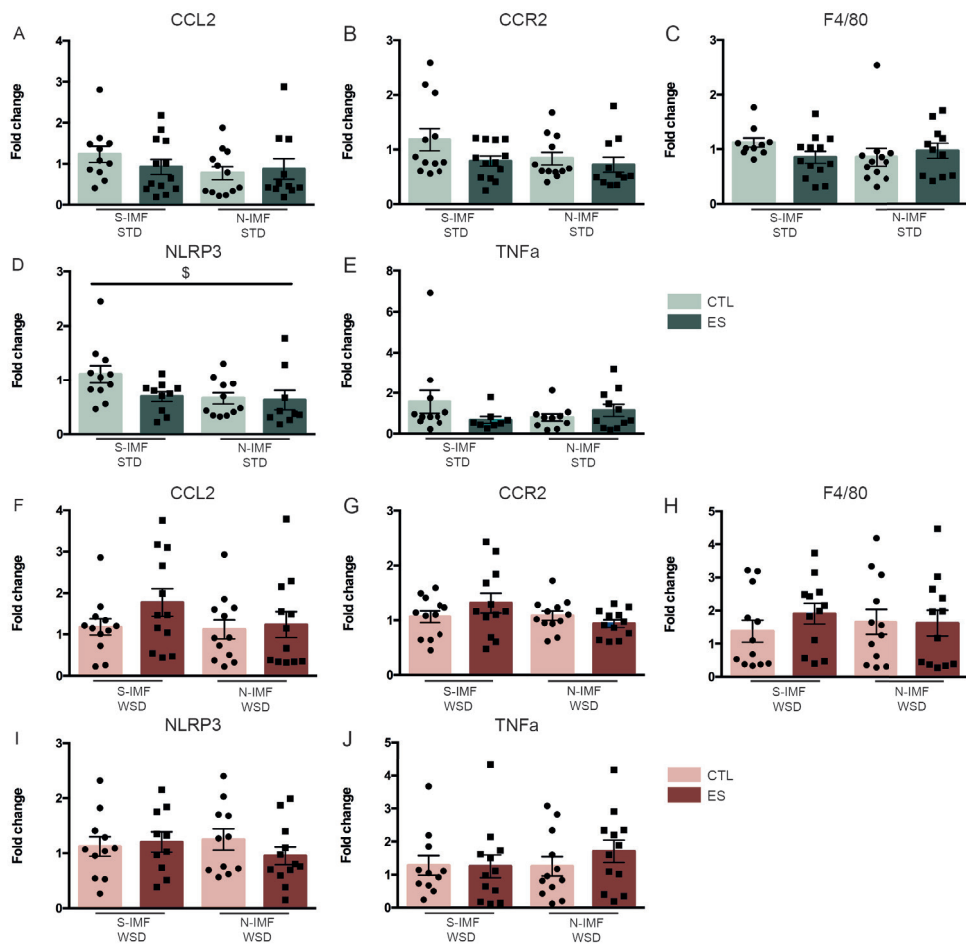 A
CCL2
Fold change
4
3
2
1
0
S-IMF
STD
N-IMF
STD
B
CCR2
Fold change
3
2
1
0
S-IMF
STD
N-IMF
STD
C
F4/80
Fold change
3
2
1
0
S-IMF
STD
N-IMF
STD
D
NLRP3
$
Fold change
3
2
1
0
S-IMF
STD
N-IMF
STD
E
TNFa
Fold change
8
6
4
2
0
S-IMF
STD
N-IMF
STD
CTL
ES
F
CCL2
Fold change
4
3
2
1
0
S-IMF
WSD
N-IMF
WSD
G
CCR2
Fold change
3
2
1
0
S-IMF
WSD
N-IMF
WSD
H
F4/80
Fold change
5
4
3
2
1
0
S-IMF
WSD
N-IMF
WSD
I
NLRP3
Fold change
3
2
1
0
S-IMF
WSD
N-IMF
WSD
J
TNFa
Fold change
5
4
3
2
1
0
S-IMF
WSD
N-IMF
WSD
CTL
ES